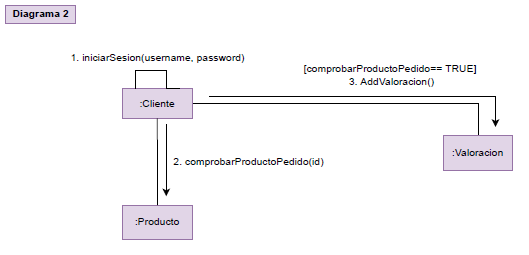 Diagrama 2
1. iniciarSesion(username, password)
[comprobarProductoPedido== TRUE]
3. AddValoracion()
:Cliente
:Valoracion
2. comprobarProductoPedido(id)
:Producto